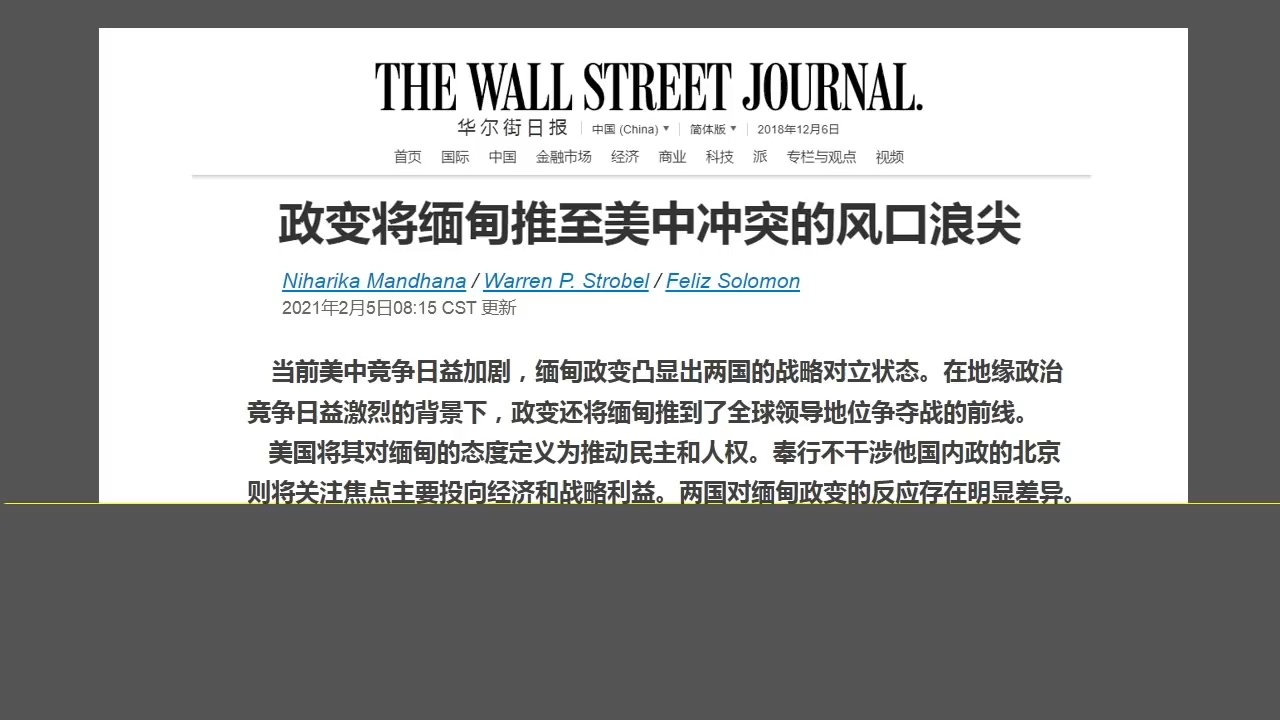 THE WALL STREET JOURNAL.
华尔街日报 中国 (China) 简体版 2018年12月6日
首页 国际 中国 金融市场 经济 商业 科技 派 专栏与观点 视频
政变将缅甸推至美中冲突的风口浪尖
Niharika Mandhana / Warren P. Strobel / Feliz Solomon
2021年2月5日08:15 CST 更新
当前美中竞争日益加剧，缅甸政变凸显出两国的战略对立状态。在地缘政治
竞争日益激烈的背景下，政变还将缅甸推到了全球领导地位争夺战的前线。
美国将其对缅甸的态度定义为推动民主和人权。奉行不干涉他国内政的北京
则将关注焦点主要投向经济和战略利益。两国对缅甸政变的反应存在明显差异。